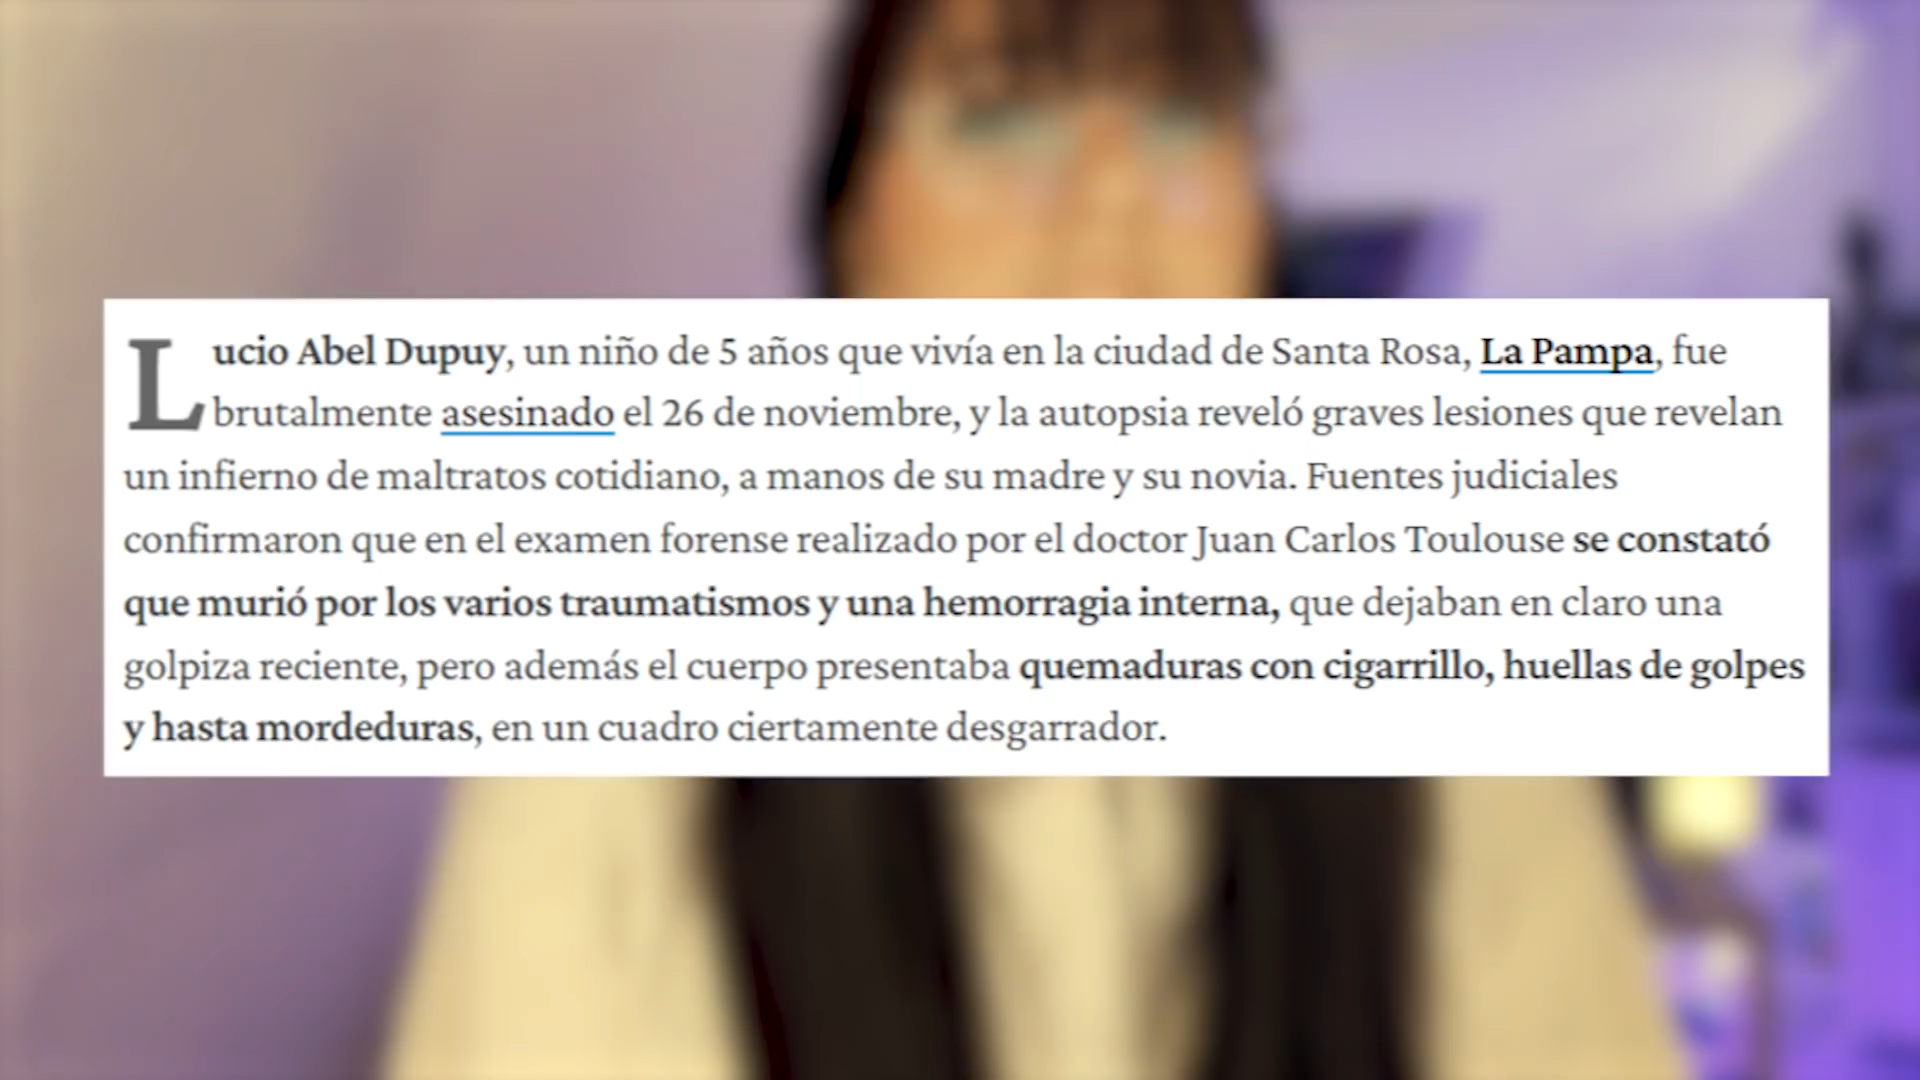 Lucio Abel Dupuy, un niño de 5 años que vivía en la ciudad de Santa Rosa, La Pampa, fue
brutalmente asesinado el 26 de noviembre, y la autopsia reveló graves lesiones que revelan
un infierno de maltratos cotidiano, a manos de su madre y su novia. Fuentes judiciales
confirmaron que en el examen forense realizado por el doctor Juan Carlos Toulouse se constató
que murió por los varios traumatismos y una hemorragia interna, que dejaban en claro una
golpiza reciente, pero además el cuerpo presentaba quemaduras con cigarrillo, huellas de golpes
y hasta mordeduras, en un cuadro ciertamente desgarrador.